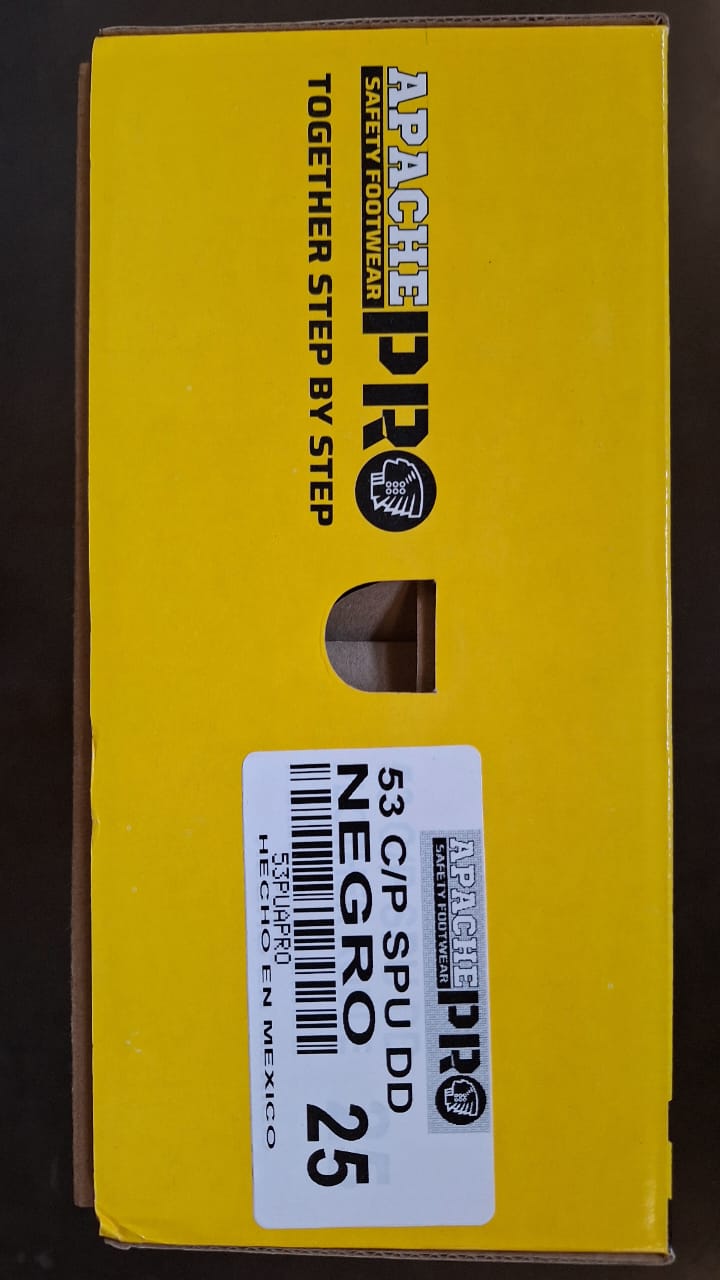 APACHE PRO
SAFETY FOOTWEAR
TOGETHER STEP BY STEP
APACHE PRO
SAFETY FOOTWEAR
53 C/P SPU DD
NEGRO 25
53PUAPRO
HECHO EN MEXICO